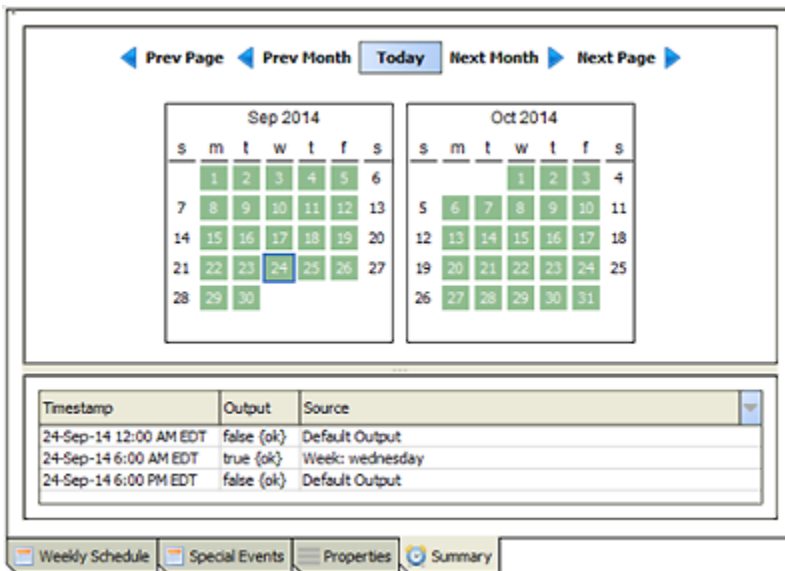 Prev Page Prev Month Today Next Month Next Page
Sep 2014
s m t w t f s
1 2 3 4 5 6
7 8 9 10 11 12 13
14 15 16 17 18 19 20
21 22 23 24 25 26 27
28 29 30
Oct 2014
s m t w t f s
1 2 3 4
5 6 7 8 9 10 11
12 13 14 15 16 17 18
19 20 21 22 23 24 25
26 27 28 29 30 31
Timestamp Output Source
24-Sep-14 12:00 AM EDT false {ok} Default Output
24-Sep-14 6:00 AM EDT true {ok} Week: wednesday
24-Sep-14 6:00 PM EDT false {ok} Default Output
Weekly Schedule Special Events Properties Summary